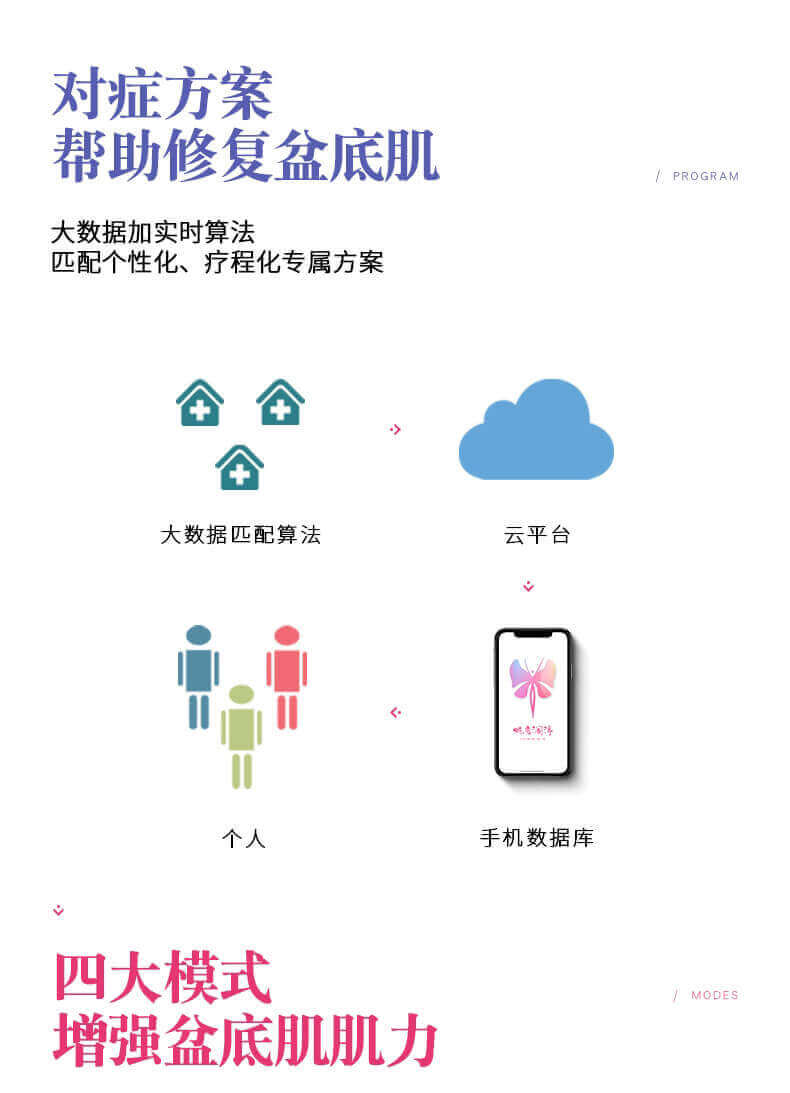 对症方案
帮助修复盆底肌
/ PROGRAM
大数据加实时算法
匹配个性化、疗程化专属方案
大数据匹配算法
云平台
个人
手机数据库
四大模式
/ MODES
增强盆底肌肌力